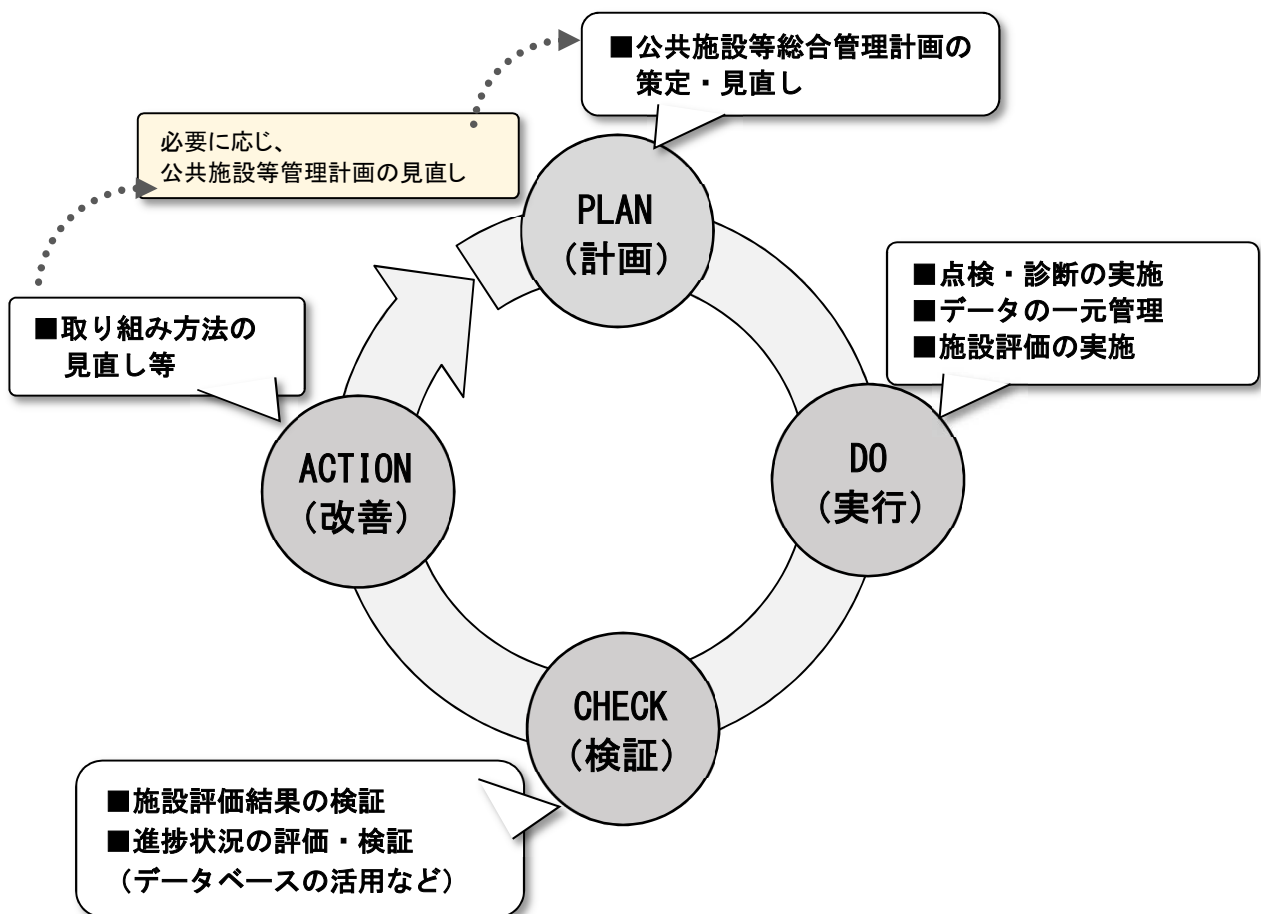 ■公共施設等総合管理計画の
策定・見直し
必要に応じ、
公共施設等管理計画の見直し
PLAN
(計画)
■点検・診断の実施
■データの一元管理
■施設評価の実施
■取り組み方法の
見直し等
ACTION
(改善)
DO
(実行)
CHECK
(検証)
■施設評価結果の検証
■進捗状況の評価・検証
(データベースの活用など)